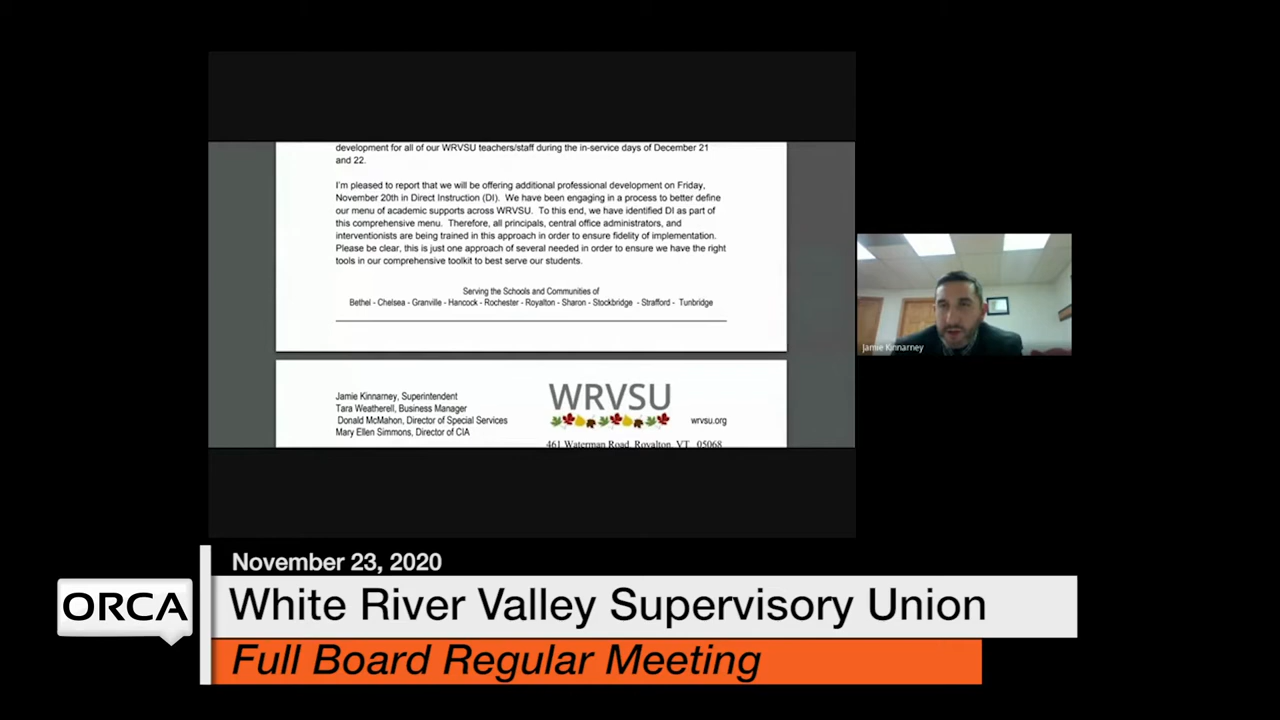 development for all of our WRVSU teachers/staff during the in-service days of December 21
and 22.
I'm pleased to report that we will be offering additional professional development on Friday,
November 20th in Direct Instruction (DI). We have been engaging in a process to better define
our menu of academic supports across WRVSU. To this end, we have identified DI as part of
this comprehensive menu. Therefore, all principals, central office administrators, and
interventionists are being trained in this approach in order to ensure fidelity of implementation.
Please be clear, this is just one approach of several needed in order to ensure we have the right
tools in our comprehensive toolkit to best serve our students.
Serving the Schools and Communities of
Bethel - Chelsea - Granville - Hancock - Rochester - Royalton - Sharon - Stockbridge - Strafford - Tunbridge
Jamie Kinnarney, Superintendent
Tara Weatherell, Business Manager
Donald McMahon, Director of Special Services
Mary Ellen Simmons, Director of CIA
WRVSU
wrvsu.org
461 Waterman Road, Royalton, VT 05068
Jamie Kinnarney
November 23, 2020
ORCA
White River Valley Supervisory Union
Full Board Regular Meeting